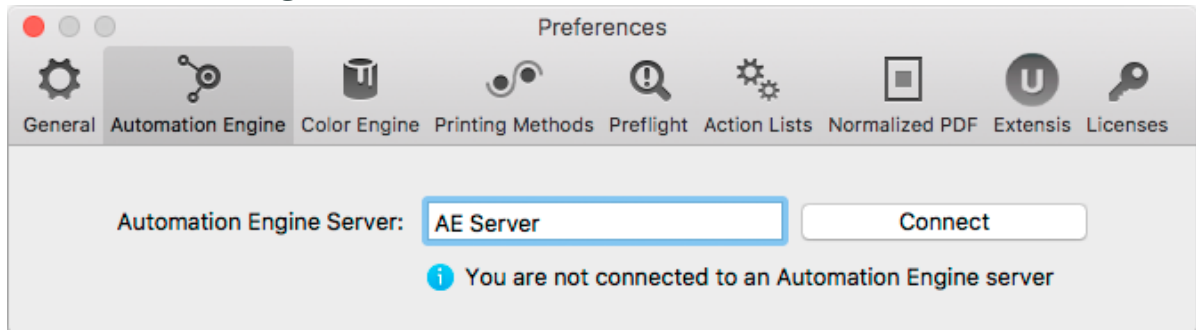 Preferences
General Automation Engine Color Engine Printing Methods Preflight Action Lists Normalized PDF Extensis Licenses
Automation Engine Server: AE Server Connect
You are not connected to an Automation Engine server